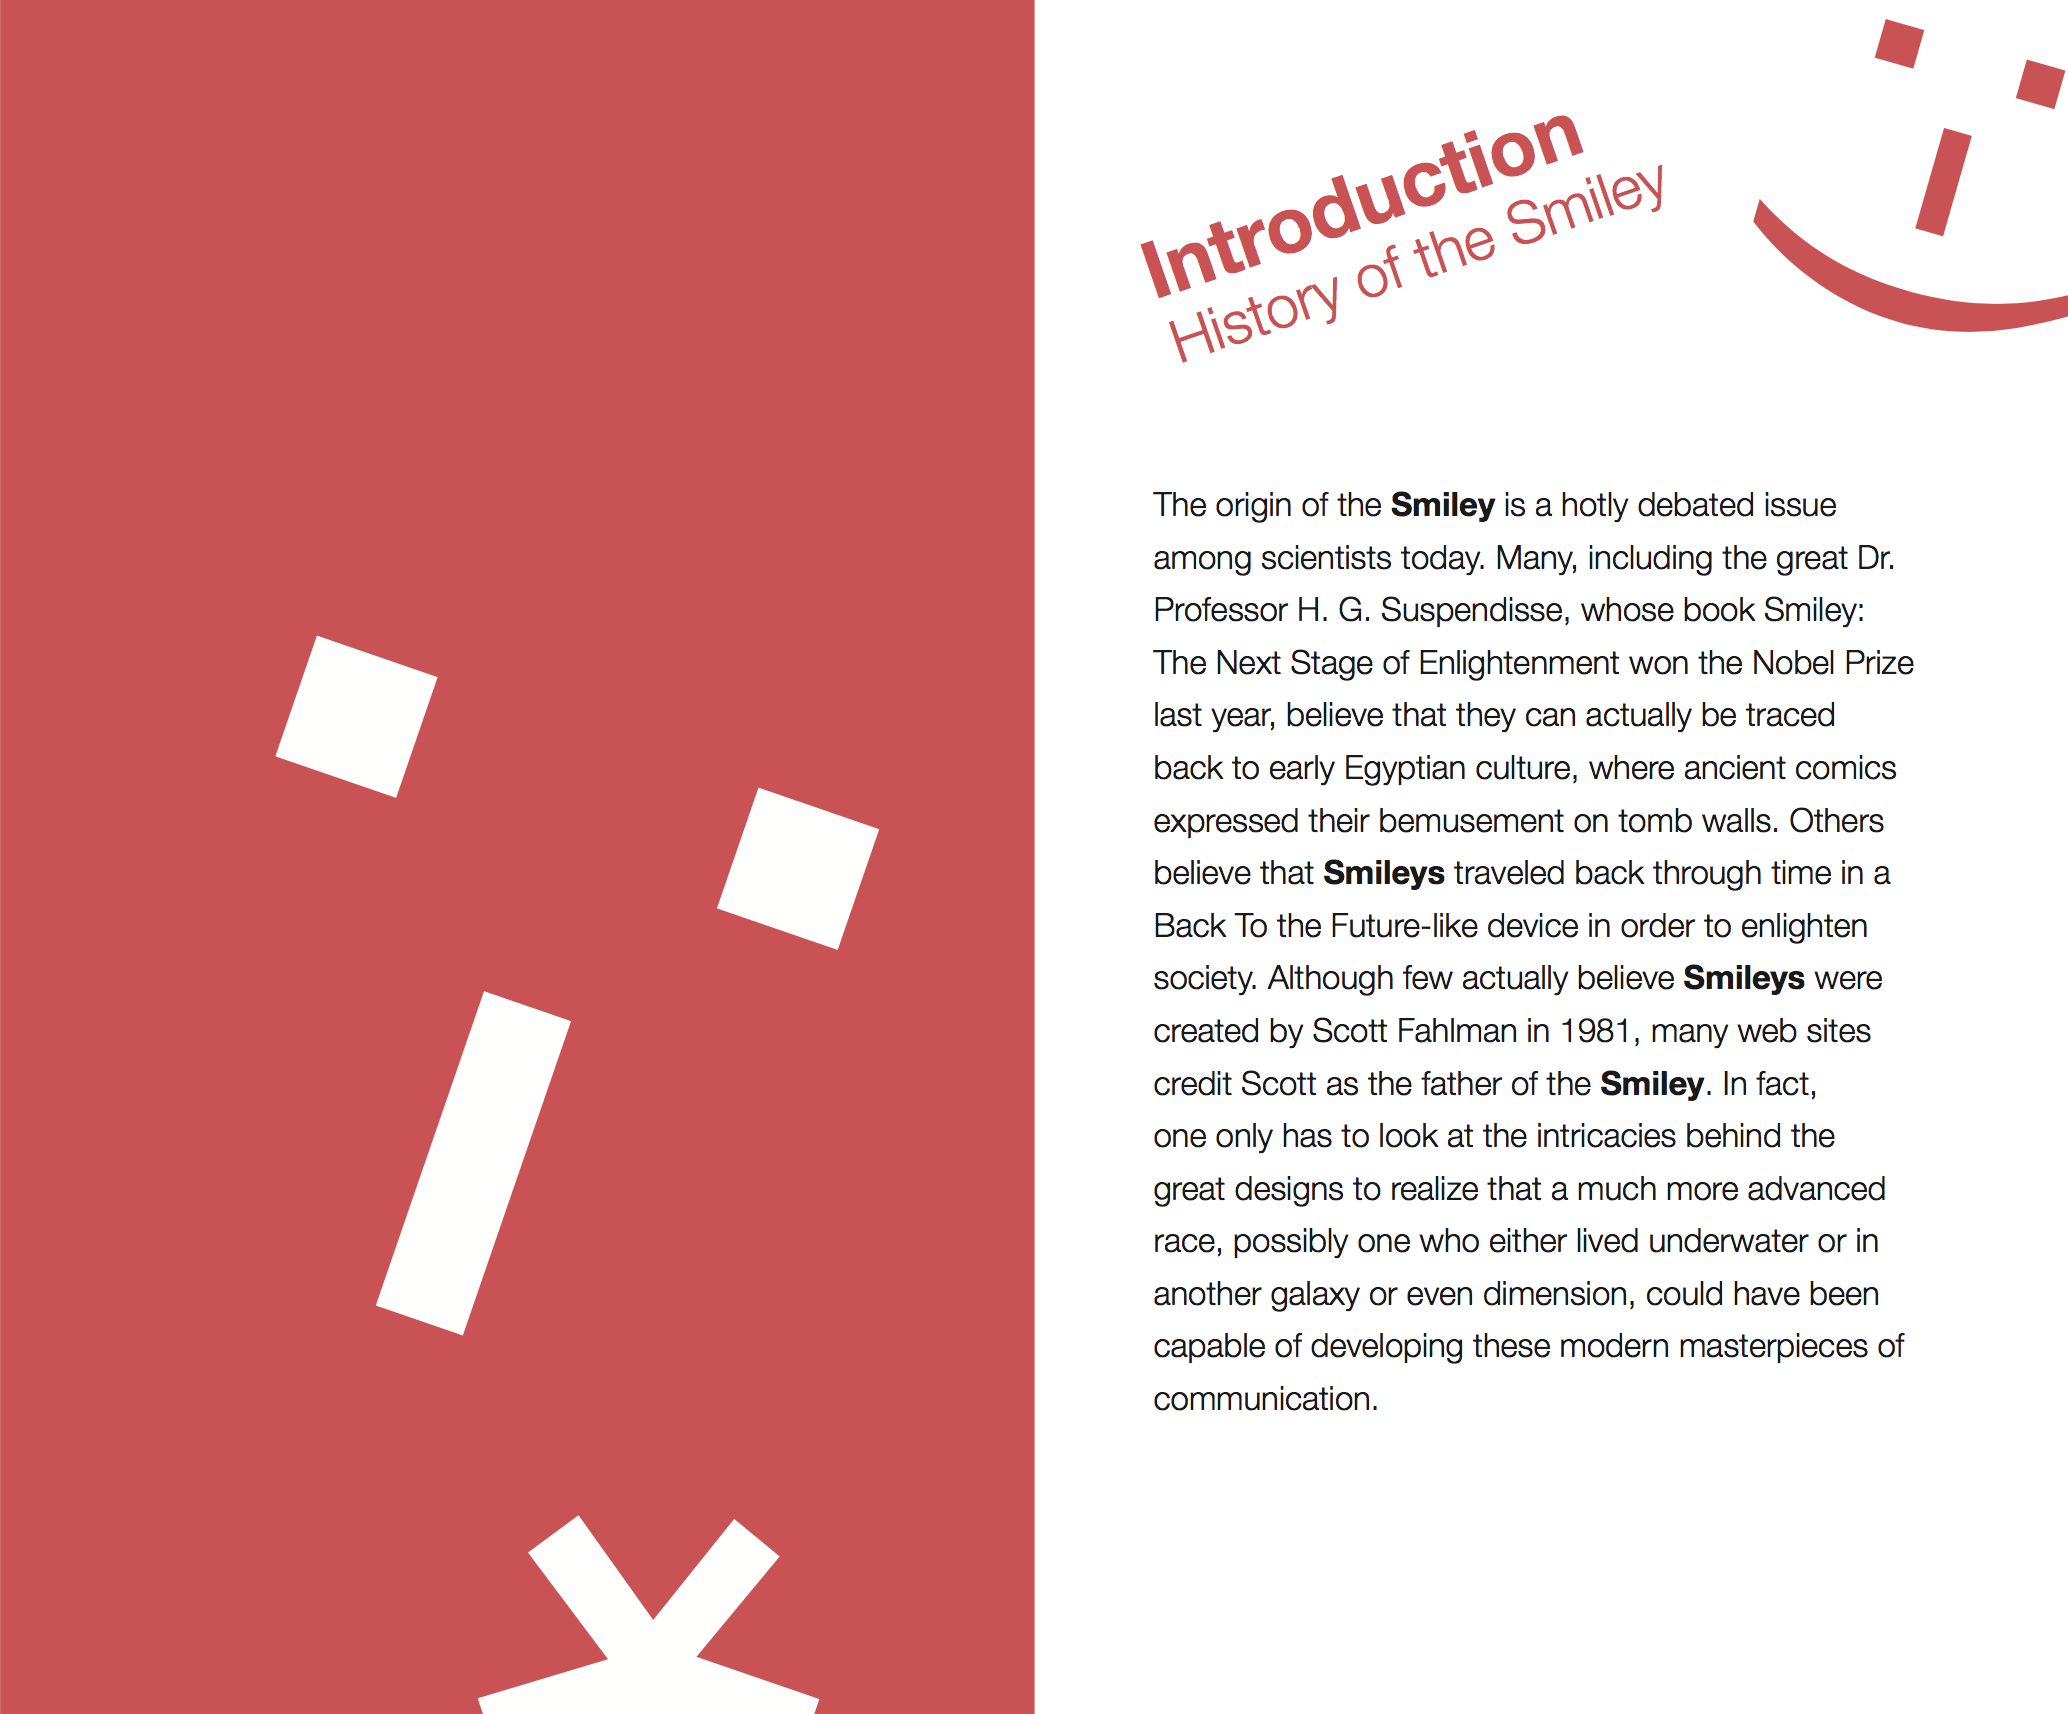 Introduction
History of the Smiley
The origin of the Smiley is a hotly debated issue
among scientists today. Many, including the great Dr.
Professor H. G. Suspendisse, whose book Smiley:
The Next Stage of Enlightenment won the Nobel Prize
last year, believe that they can actually be traced
back to early Egyptian culture, where ancient comics
expressed their bemusement on tomb walls. Others
believe that Smileys traveled back through time in a
Back To the Future-like device in order to enlighten
society. Although few actually believe Smileys were
created by Scott Fahlman in 1981, many web sites
credit Scott as the father of the Smiley. In fact,
one only has to look at the intricacies behind the
great designs to realize that a much more advanced
race, possibly one who either lived underwater or in
another galaxy or even dimension, could have been
capable of developing these modern masterpieces of
communication.